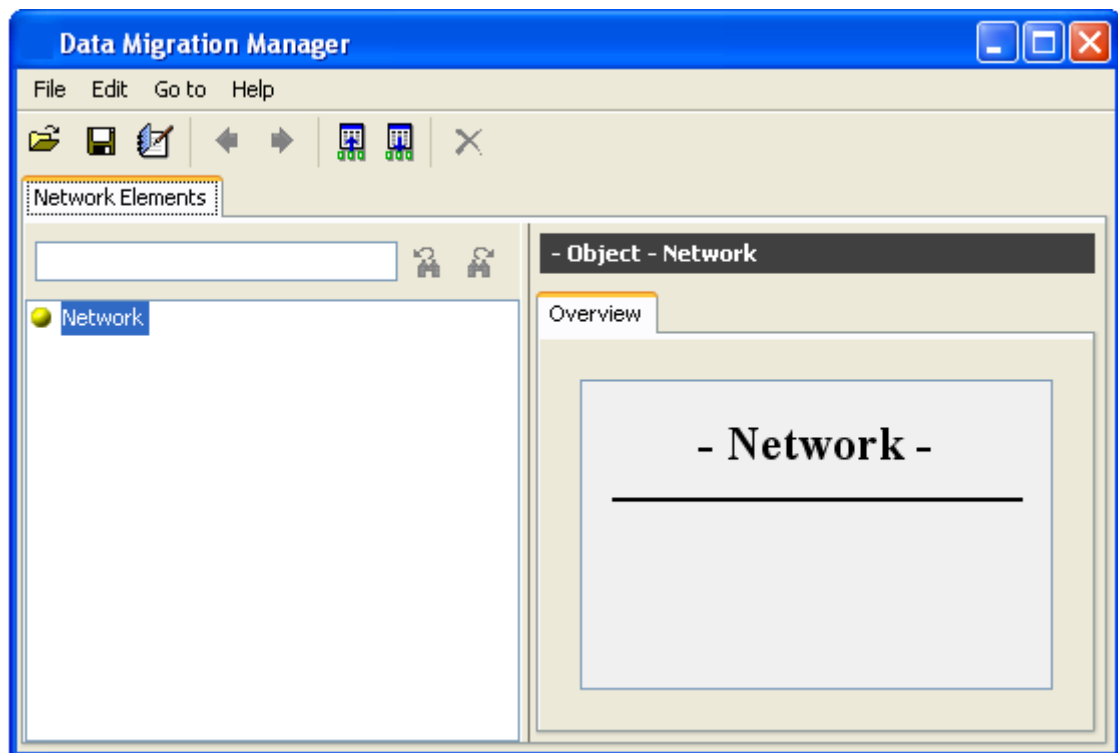 Data Migration Manager
File Edit Go to Help
Network Elements
- Object - Network
Network
Overview
- Network -